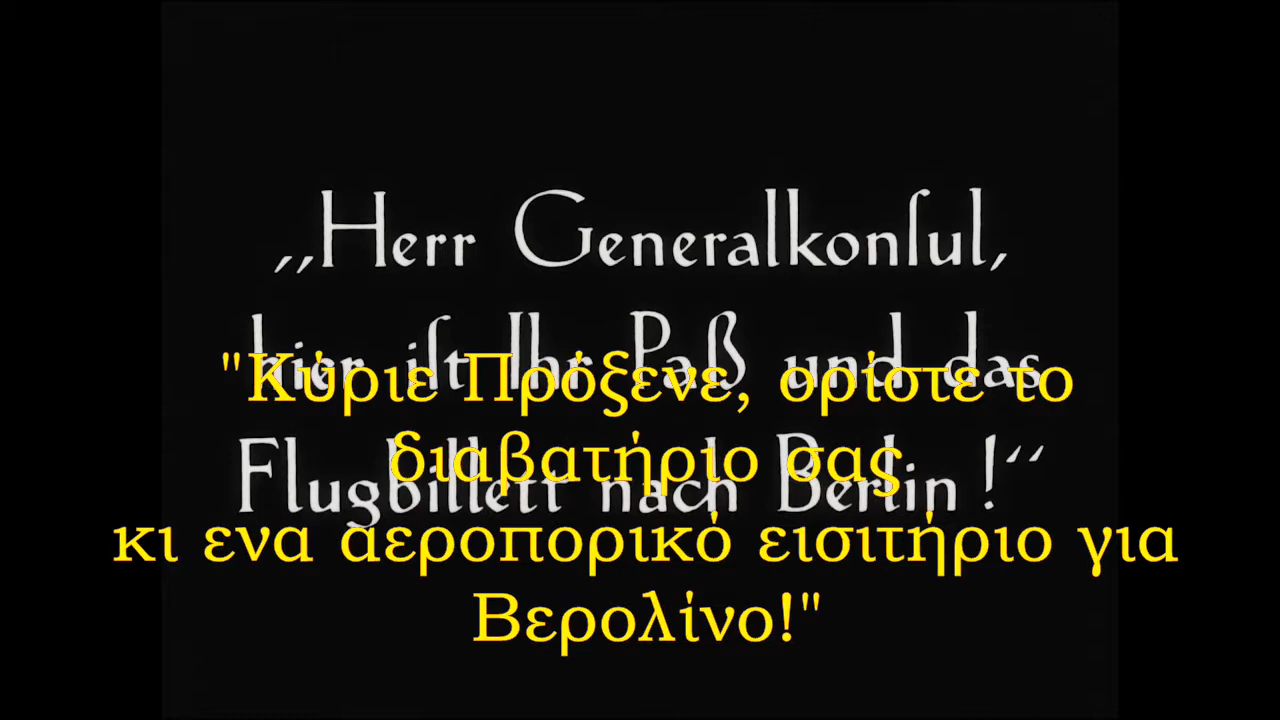 „Herr Generalkonſul,
hier iſt Ihr Paß und das
Flugbillett nach Berlin!“
"Κύριε Πρόξενε, ορίστε το
διαβατήριο σας
κι ενα αεροπορικό εισιτήριο για
Βερολίνο!"